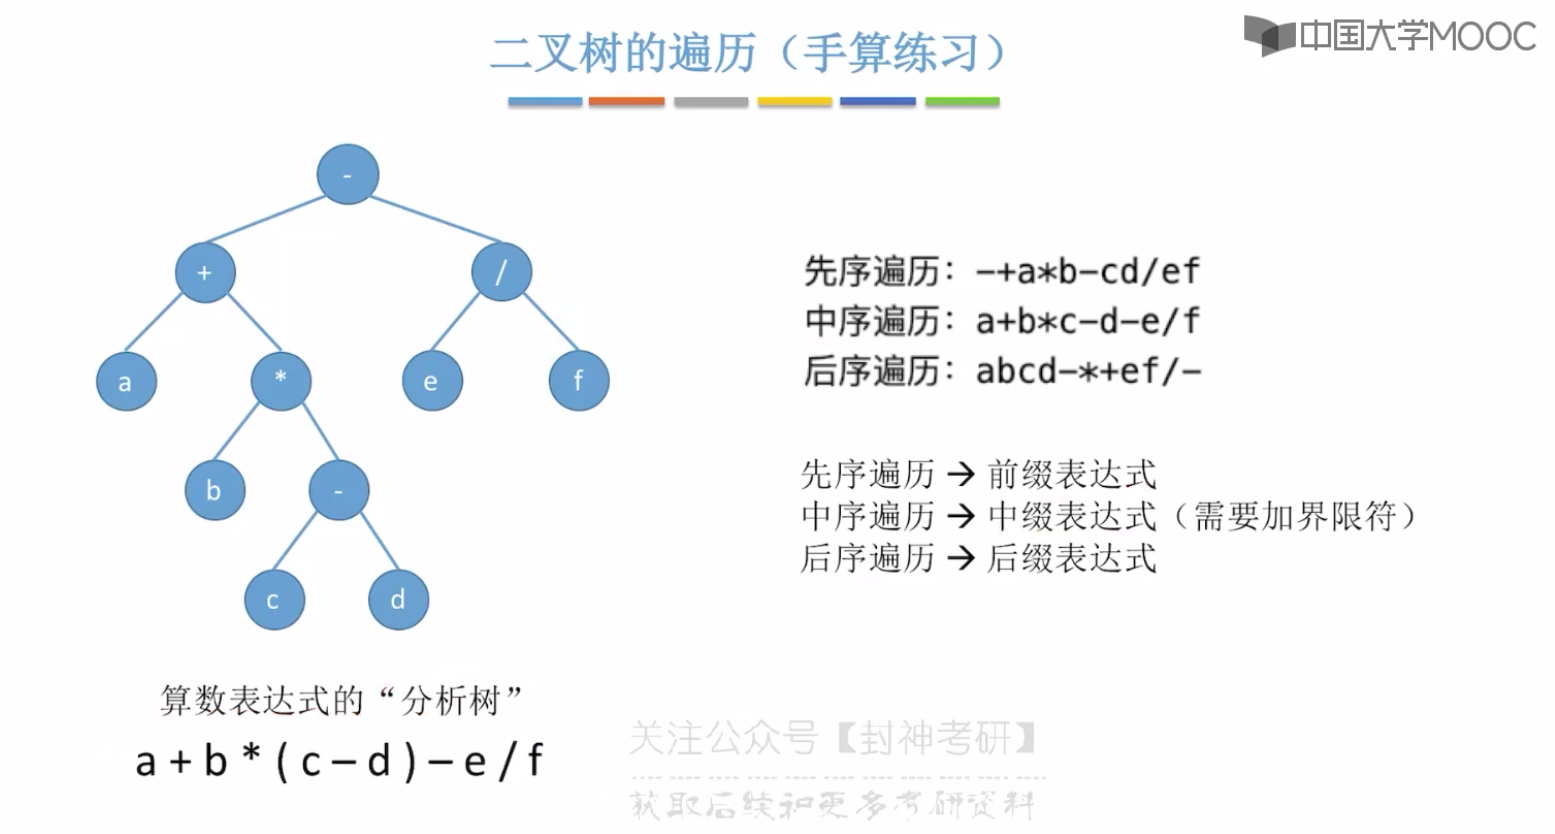 中国大学MOOC
二叉树的遍历（手算练习）
-
+
/
a
*
e
f
b
-
c
d
先序遍历：-+a*b-cd/ef
中序遍历：a+b*c-d-e/f
后序遍历：abcd-*+ef/-
先序遍历 → 前缀表达式
中序遍历 → 中缀表达式（需要加界限符）
后序遍历 → 后缀表达式
算数表达式的“分析树”
a + b * ( c – d ) – e / f
关注公众号【封神考研】
获取后续和更多考研资料